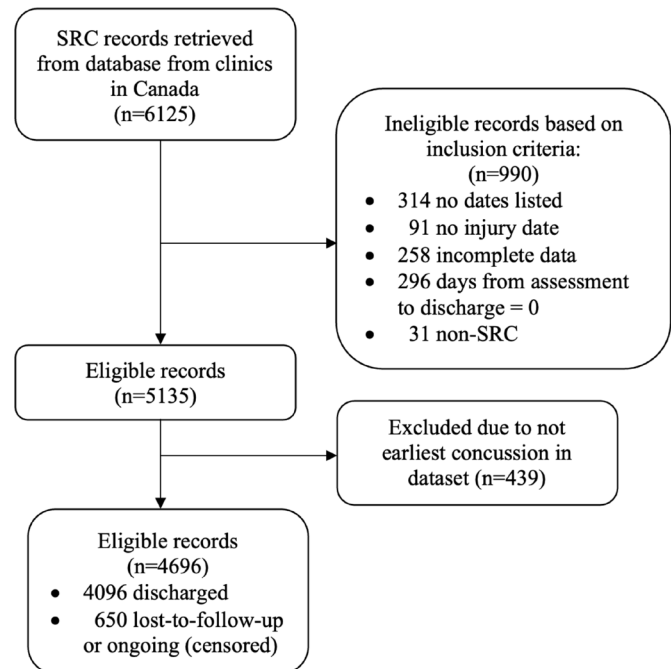 SRC records retrieved
from database from clinics
in Canada
(n=6125)
Ineligible records based on
inclusion criteria:
(n=990)
• 314 no dates listed
• 91 no injury date
• 258 incomplete data
• 296 days from assessment
to discharge = 0
• 31 non-SRC
Eligible records
(n=5135)
Excluded due to not
earliest concussion in
dataset (n=439)
Eligible records
(n=4696)
• 4096 discharged
• 650 lost-to-follow-up
or ongoing (censored)